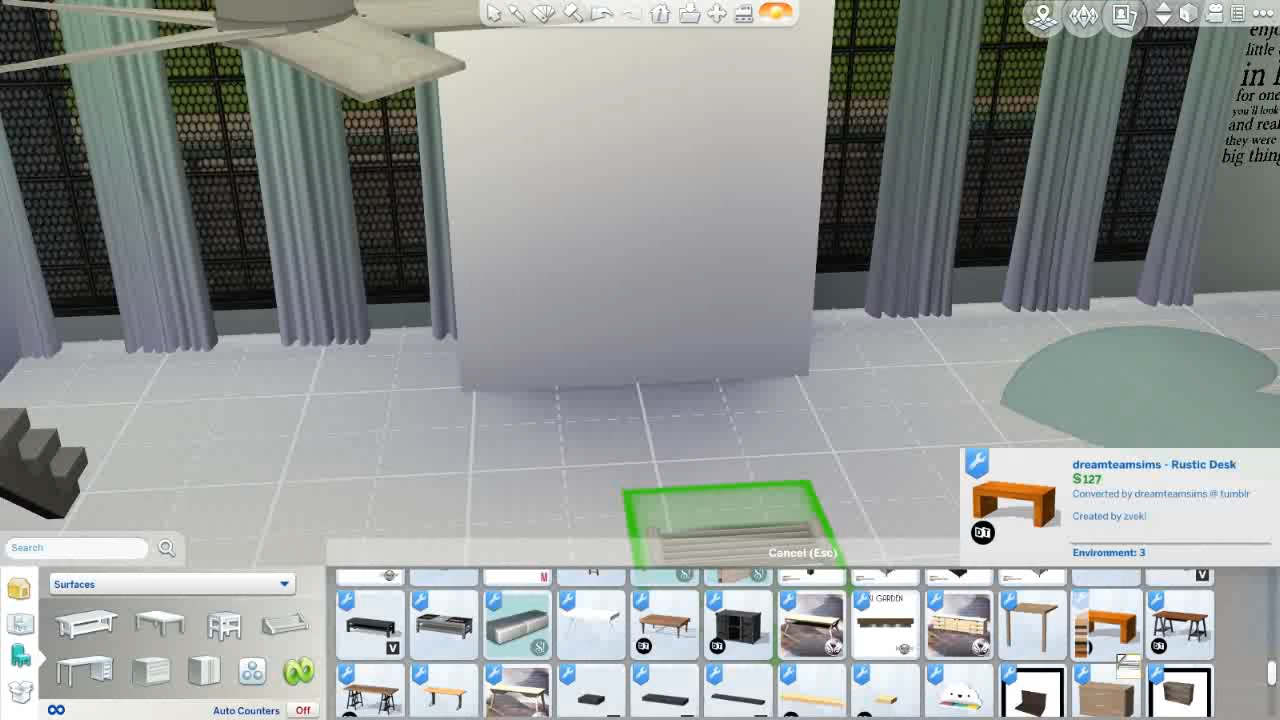 enjo
little
in l
for one
you'll look
and real
they were
big thing
dreamteamsims - Rustic Desk
§127
Converted by dreamteamsims @ tumblr
Created by zvekl
Environment: 3
Cancel (Esc)
Search
Surfaces
N GARDEN
Auto Counters Off